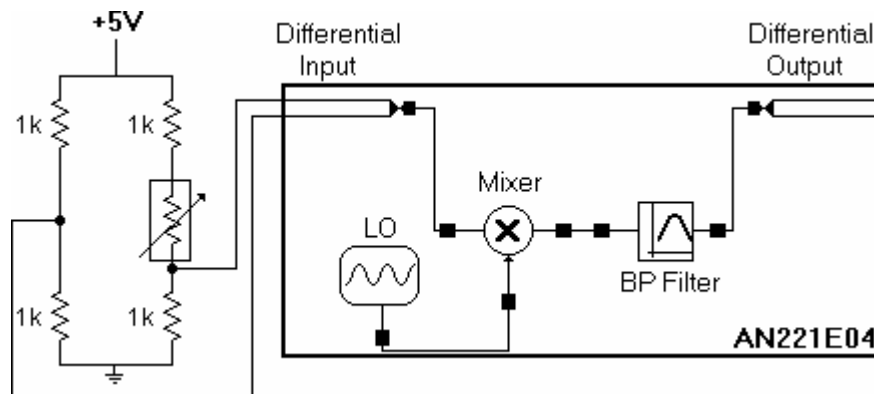 +5V
Differential
Input
Differential
Output
1k
1k
Mixer
LO
BP Filter
1k
1k
AN221E04